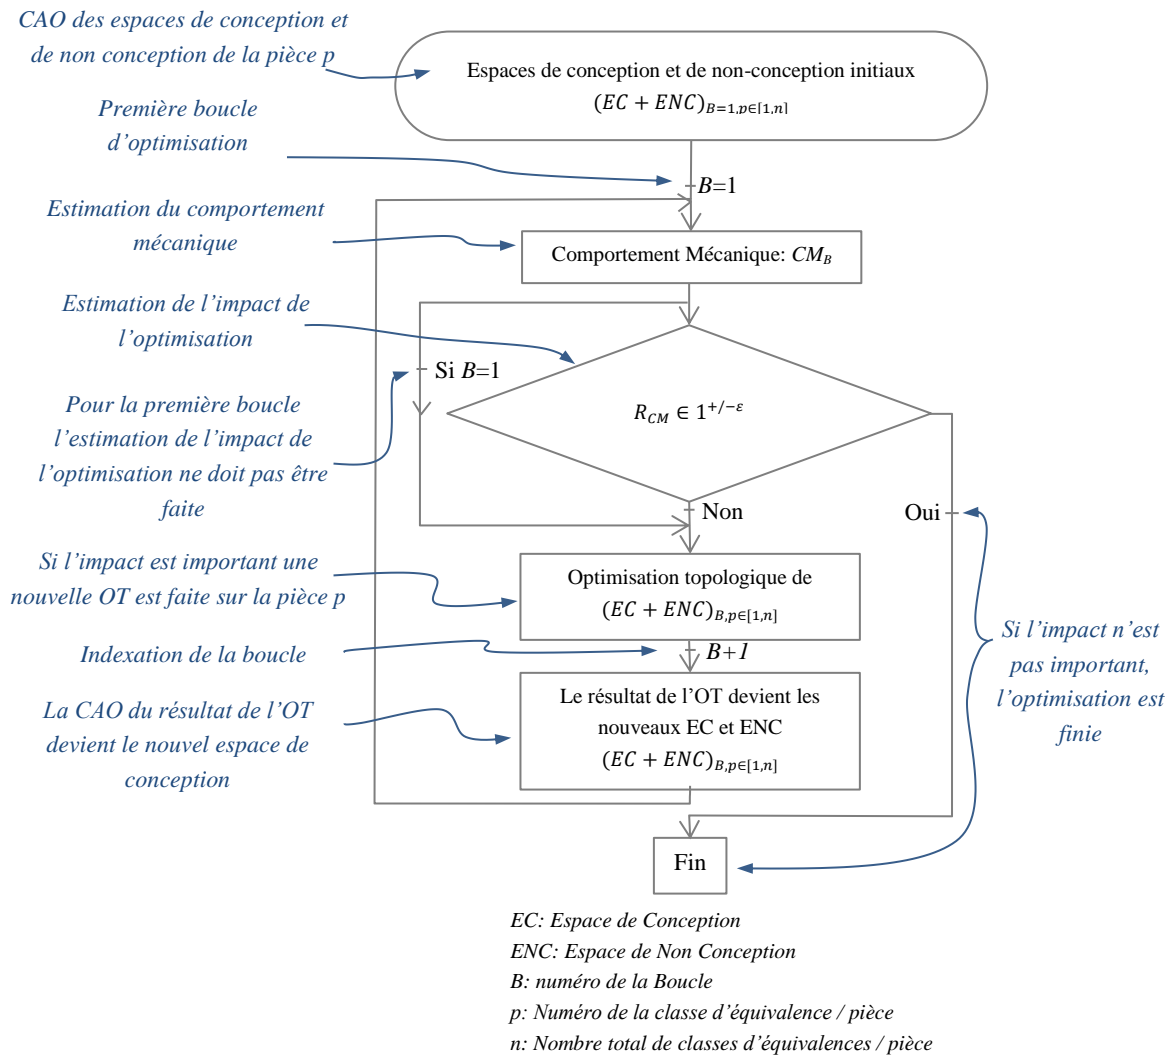 CAO des espaces de conception et
de non conception de la pièce p
Espaces de conception et de non-conception initiaux
(EC + ENC)_{B=1,p∈[1,n]}
Première boucle
d'optimisation
B=1
Estimation du comportement
mécanique
Comportement Mécanique: CM_B
Estimation de l'impact de
l'optimisation
Si B=1
R_{CM} ∈ 1^{+/−ε}
Pour la première boucle
l'estimation de l'impact de
l'optimisation ne doit pas être
faite
Non
Oui
Si l'impact est important une
nouvelle OT est faite sur la pièce p
Optimisation topologique de
(EC + ENC)_{B,p∈[1,n]}
Si l'impact n'est
pas important,
l'optimisation est
finie
Indexation de la boucle
B+1
La CAO du résultat de l'OT
devient le nouvel espace de
conception
Le résultat de l'OT devient les
nouveaux EC et ENC
(EC + ENC)_{B,p∈[1,n]}
Fin
EC: Espace de Conception
ENC: Espace de Non Conception
B: numéro de la Boucle
p: Numéro de la classe d'équivalence / pièce
n: Nombre total de classes d'équivalences / pièce